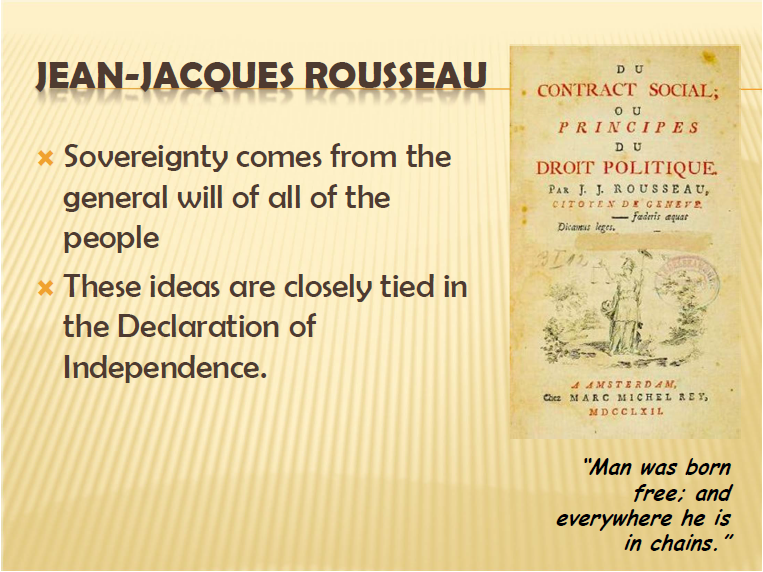 JEAN-JACQUES ROUSSEAU
Sovereignty comes from the
general will of all of the
people
These ideas are closely tied in
the Declaration of
Independence.
DU
CONTRACT SOCIAL;
OU
PRINCIPES
DU
DROIT POLITIQUE.
PAR J. J. ROUSSEAU,
CITOYEN DE GENEVE.
— fœderis æquas
Dicamus leges.
A AMSTERDAM,
Chez MARC MICHEL REY,
MDCCLXII.
"Man was born
free; and
everywhere he is
in chains."